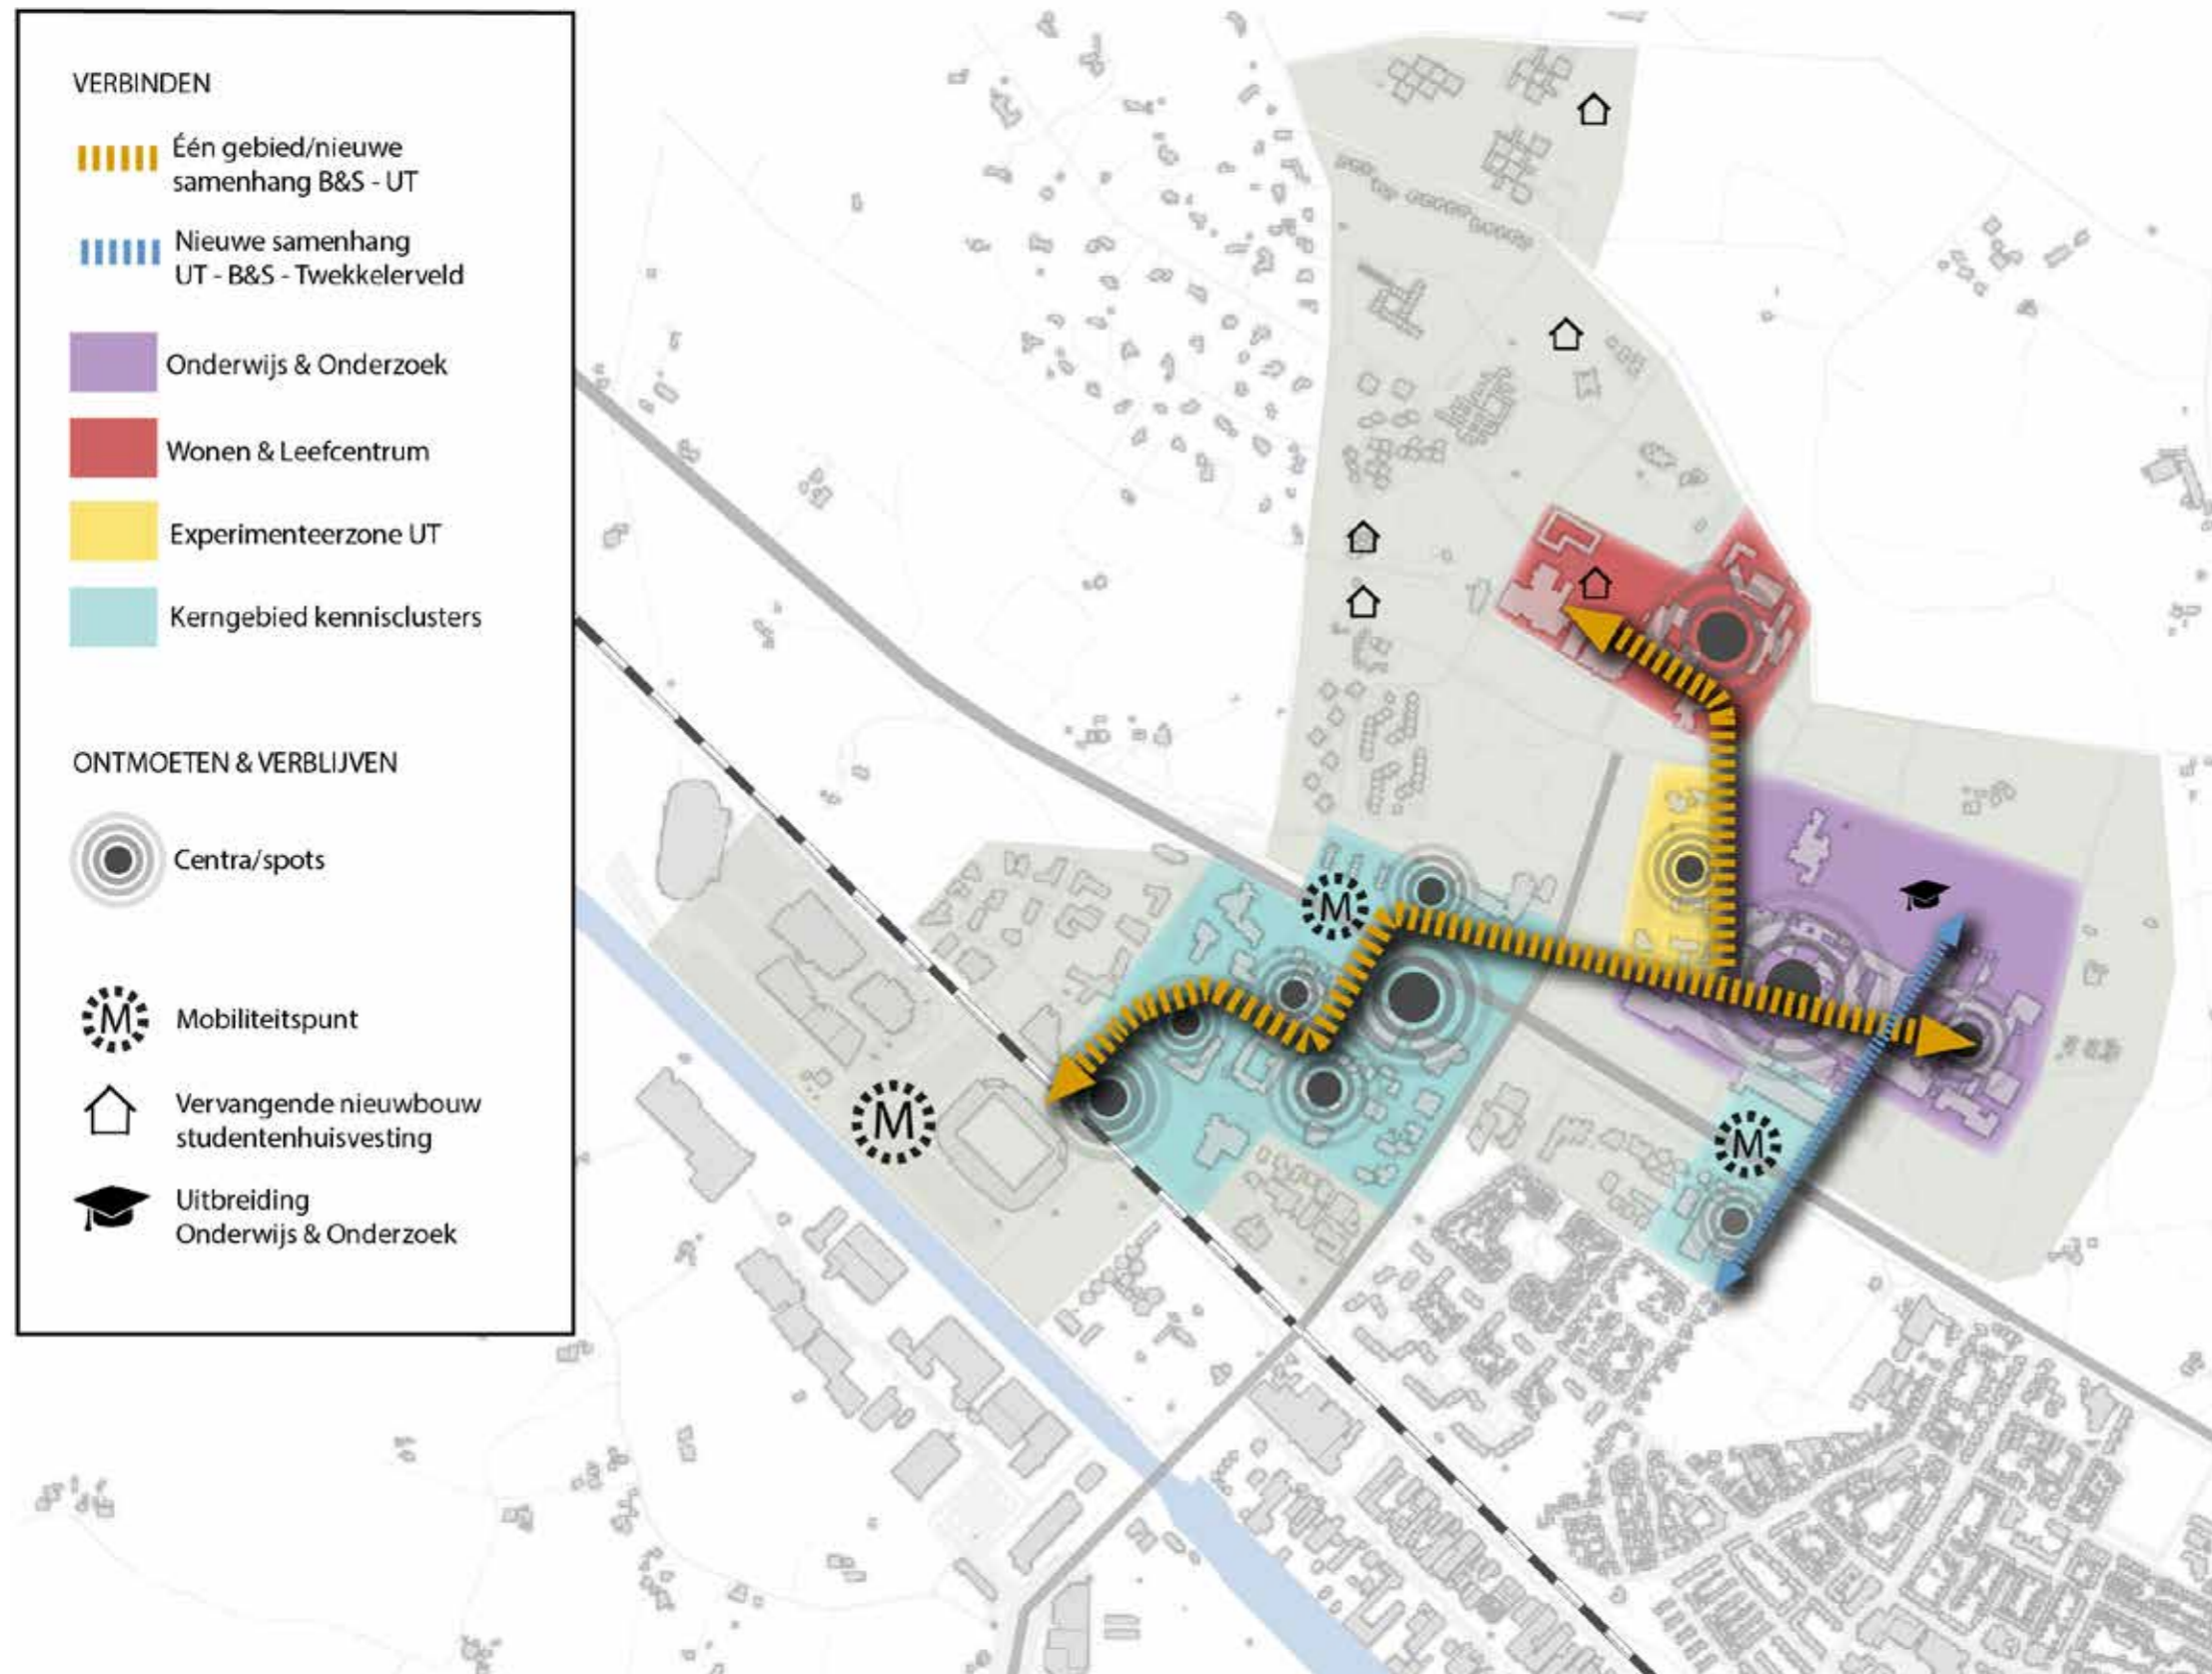 VERBINDEN
Één gebied/nieuwe
samenhang B&S - UT
Nieuwe samenhang
UT - B&S - Twekkelerveld
Onderwijs & Onderzoek
Wonen & Leefcentrum
Experimenteerzone UT
Kerngebied kennisclusters
ONTMOETEN & VERBLIJVEN
Centra/spots
M
Mobiliteitspunt
Vervangende nieuwbouw
studentenhuisvesting
Uitbreiding
Onderwijs & Onderzoek
M
M
M